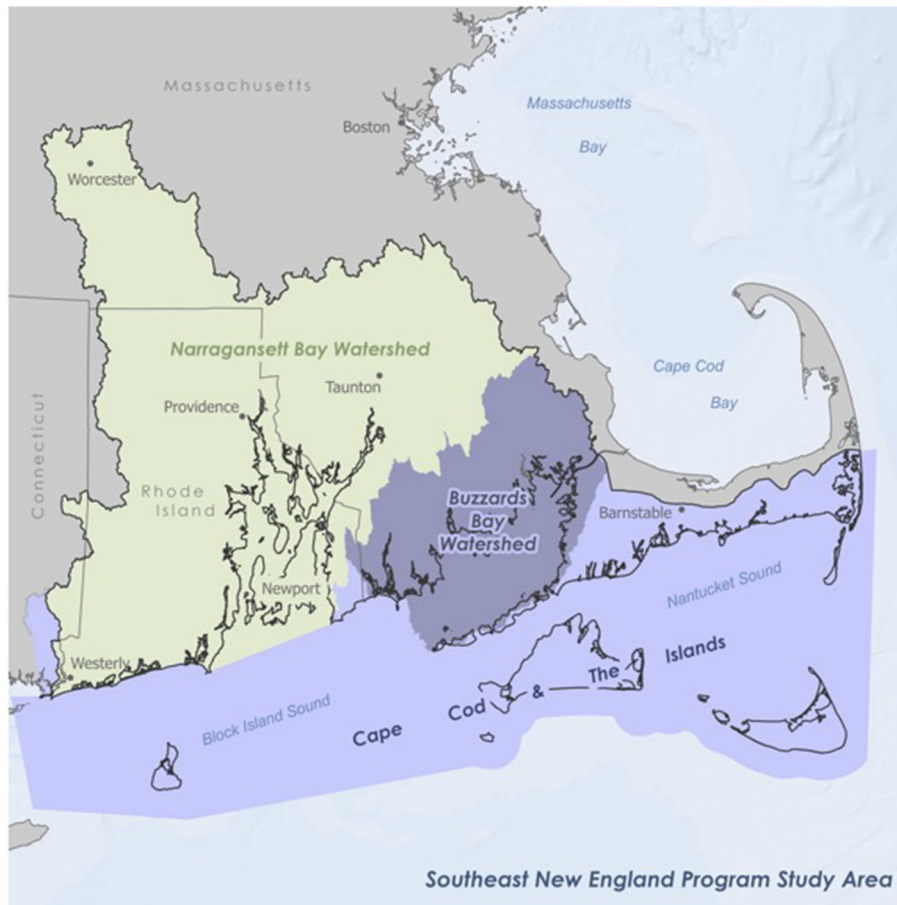 Massachusetts
Massachusetts
Bay
Boston
Worcester
Narragansett Bay Watershed
Cape Cod
Bay
Taunton
Providence
Connecticut
Rhode
Island
Buzzards
Bay
Watershed
Barnstable
Newport
Nantucket Sound
Westerly
Block Island Sound
Cape Cod & The Islands
Southeast New England Program Study Area